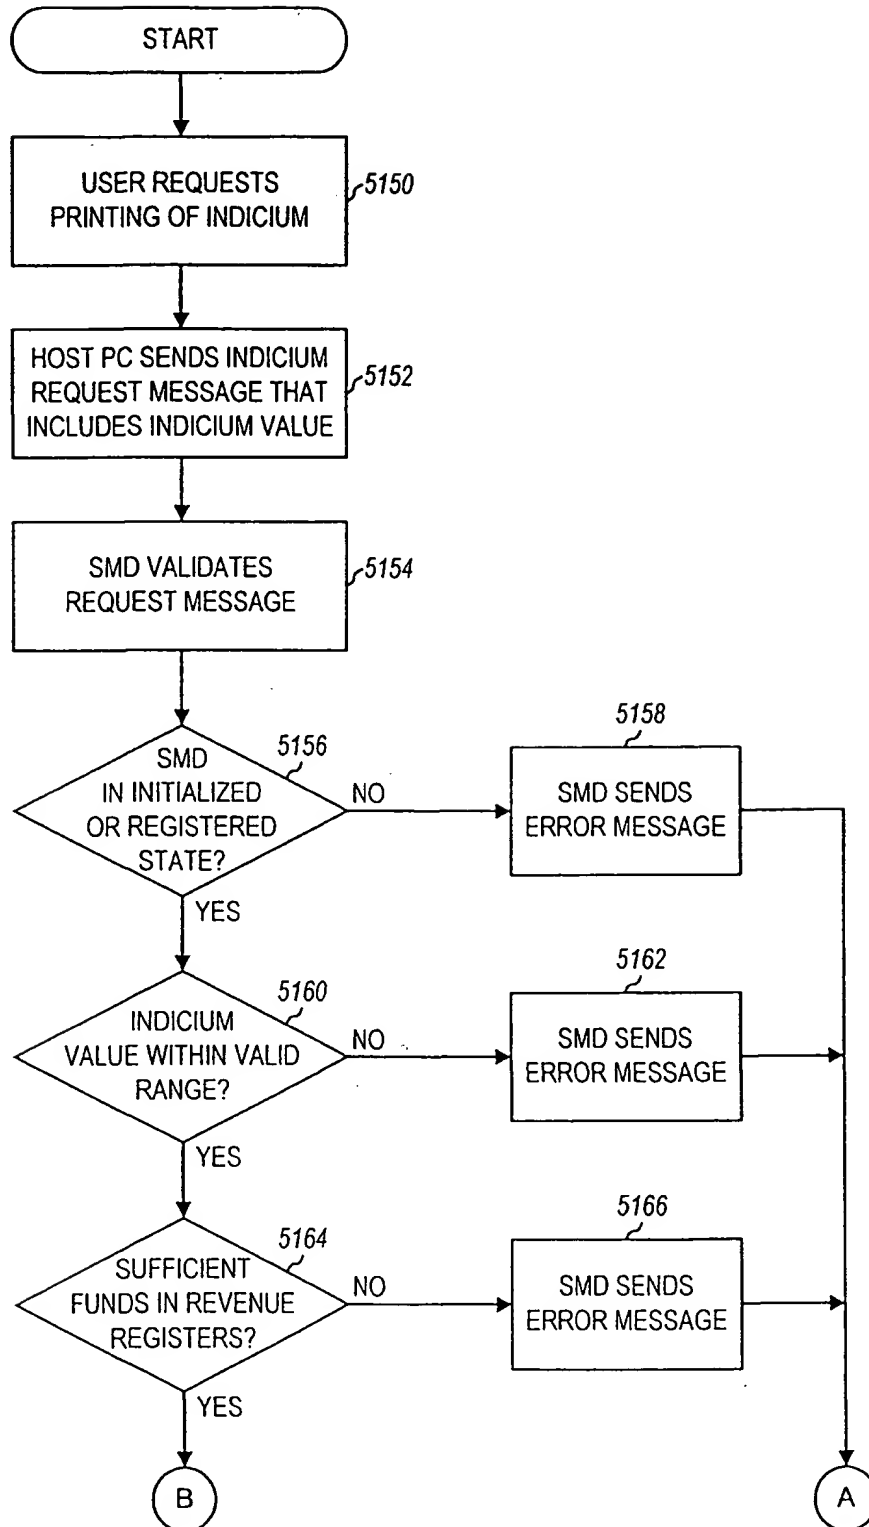 START
USER REQUESTS
PRINTING OF INDICIUM
5150
HOST PC SENDS INDICIUM
REQUEST MESSAGE THAT
INCLUDES INDICIUM VALUE
5152
SMD VALIDATES
REQUEST MESSAGE
5154
SMD
IN INITIALIZED
OR REGISTERED
STATE?
5156
NO
5158
SMD SENDS
ERROR MESSAGE
YES
INDICIUM
VALUE WITHIN VALID
RANGE?
5160
NO
5162
SMD SENDS
ERROR MESSAGE
YES
SUFFICIENT
FUNDS IN REVENUE
REGISTERS?
5164
NO
5166
SMD SENDS
ERROR MESSAGE
YES
B
A